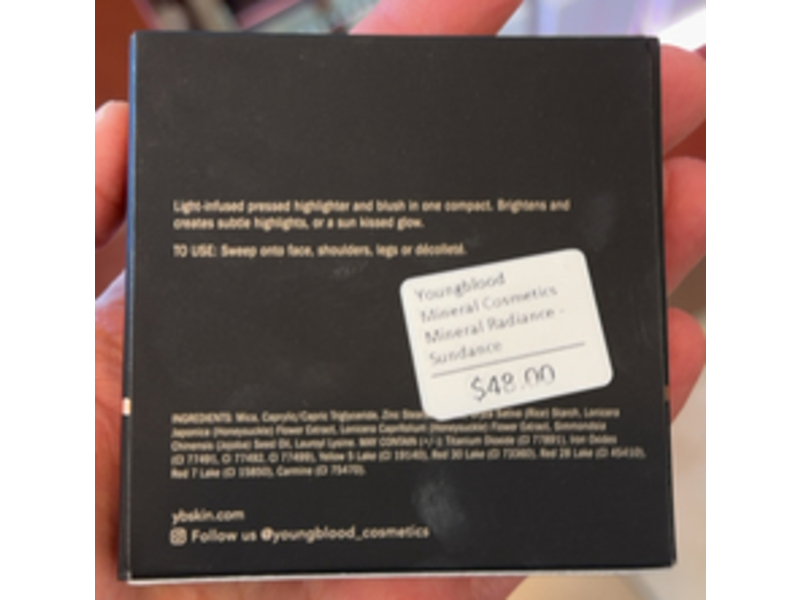 Light-infused pressed highlighter and blush in one compact. Brightens and
creates subtle highlights, or a sun kissed glow.
TO USE: Sweep onto face, shoulders, legs or décolleté.
Youngblood
Mineral Cosmetics
Mineral Radiance -
Sundance
$48.00
INGREDIENTS: Mica, Caprylic/Capric Triglyceride, Zinc Sativa (Rice) Starch, Lonicera
Japonica (Honeysuckle) Flower Extract, Lonicera Caprifolium (Honeysuckle) Flower Extract, Simmondsia
Chinensis (Jojoba) Seed Oil, Lauroyl Lysine. MAY CONTAIN (+/-): Titanium Dioxide (CI 77891), Iron Oxides
(CI 77491, CI 77492, CI 77499), Yellow 5 Lake (CI 19140), Red 30 Lake (CI 73360), Red 28 Lake (CI 45410),
Red 7 Lake (CI 15850), Carmine (CI 75470).
ybskin.com
Follow us @youngblood_cosmetics